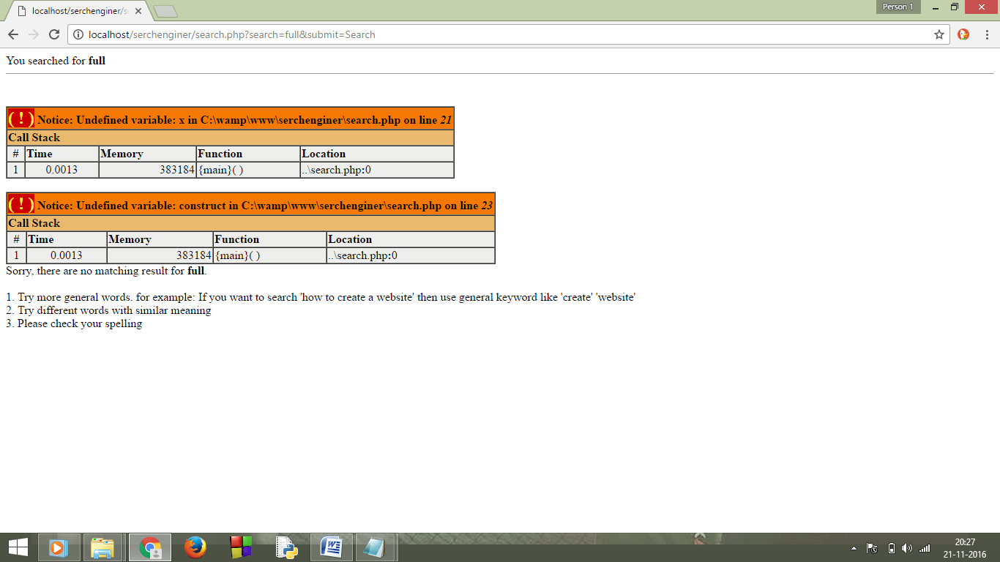 localhost/serchenginer/s
Person 1
localhost/serchenginer/search.php?search=full&submit=Search
You searched for full
( ! ) Notice: Undefined variable: x in C:\wamp\www\serchenginer\search.php on line 21
Call Stack
# Time Memory Function Location
1 0.0013 383184 {main}( ) ..\search.php:0
( ! ) Notice: Undefined variable: construct in C:\wamp\www\serchenginer\search.php on line 23
Call Stack
# Time Memory Function Location
1 0.0013 383184 {main}( ) ..\search.php:0
Sorry, there are no matching result for full.
1. Try more general words. for example: If you want to search 'how to create a website' then use general keyword like 'create' 'website'
2. Try different words with similar meaning
3. Please check your spelling
20:27
21-11-2016